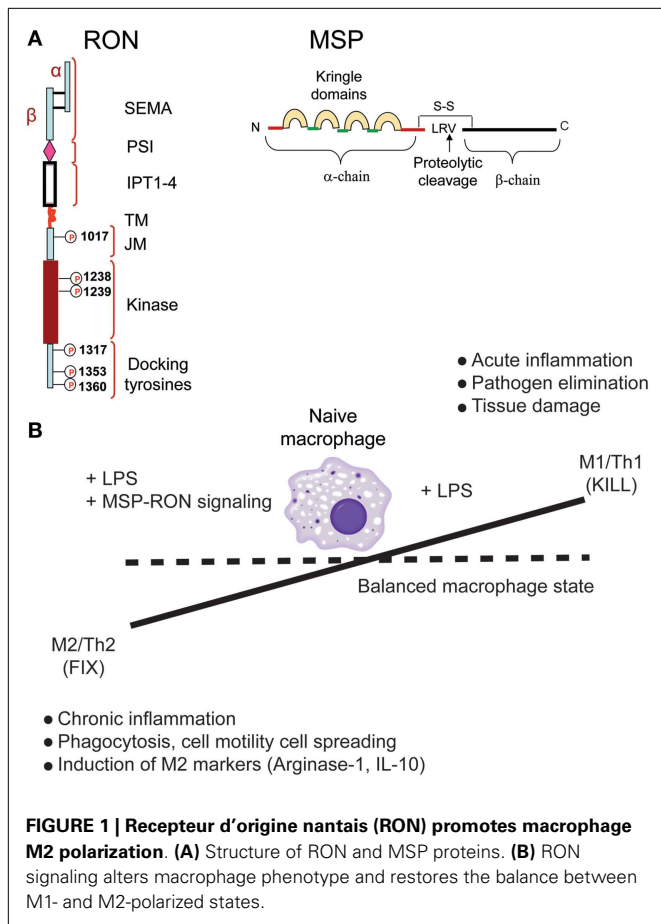 A
RON
MSP
α
β
SEMA
PSI
IPT1-4
TM
JM
P 1017
P 1238
P 1239
Kinase
P 1317
P 1353
P 1360
Docking
tyrosines
Kringle
domains
S-S
N
LRV
C
α-chain
Proteolytic
cleavage
β-chain
● Acute inflammation
● Pathogen elimination
● Tissue damage
B
Naive
macrophage
+ LPS
+ MSP-RON signaling
+ LPS
M1/Th1
(KILL)
Balanced macrophage state
M2/Th2
(FIX)
● Chronic inflammation
● Phagocytosis, cell motility cell spreading
● Induction of M2 markers (Arginase-1, IL-10)
FIGURE 1 | Recepteur d'origine nantais (RON) promotes macrophage
M2 polarization. (A) Structure of RON and MSP proteins. (B) RON
signaling alters macrophage phenotype and restores the balance between
M1- and M2-polarized states.